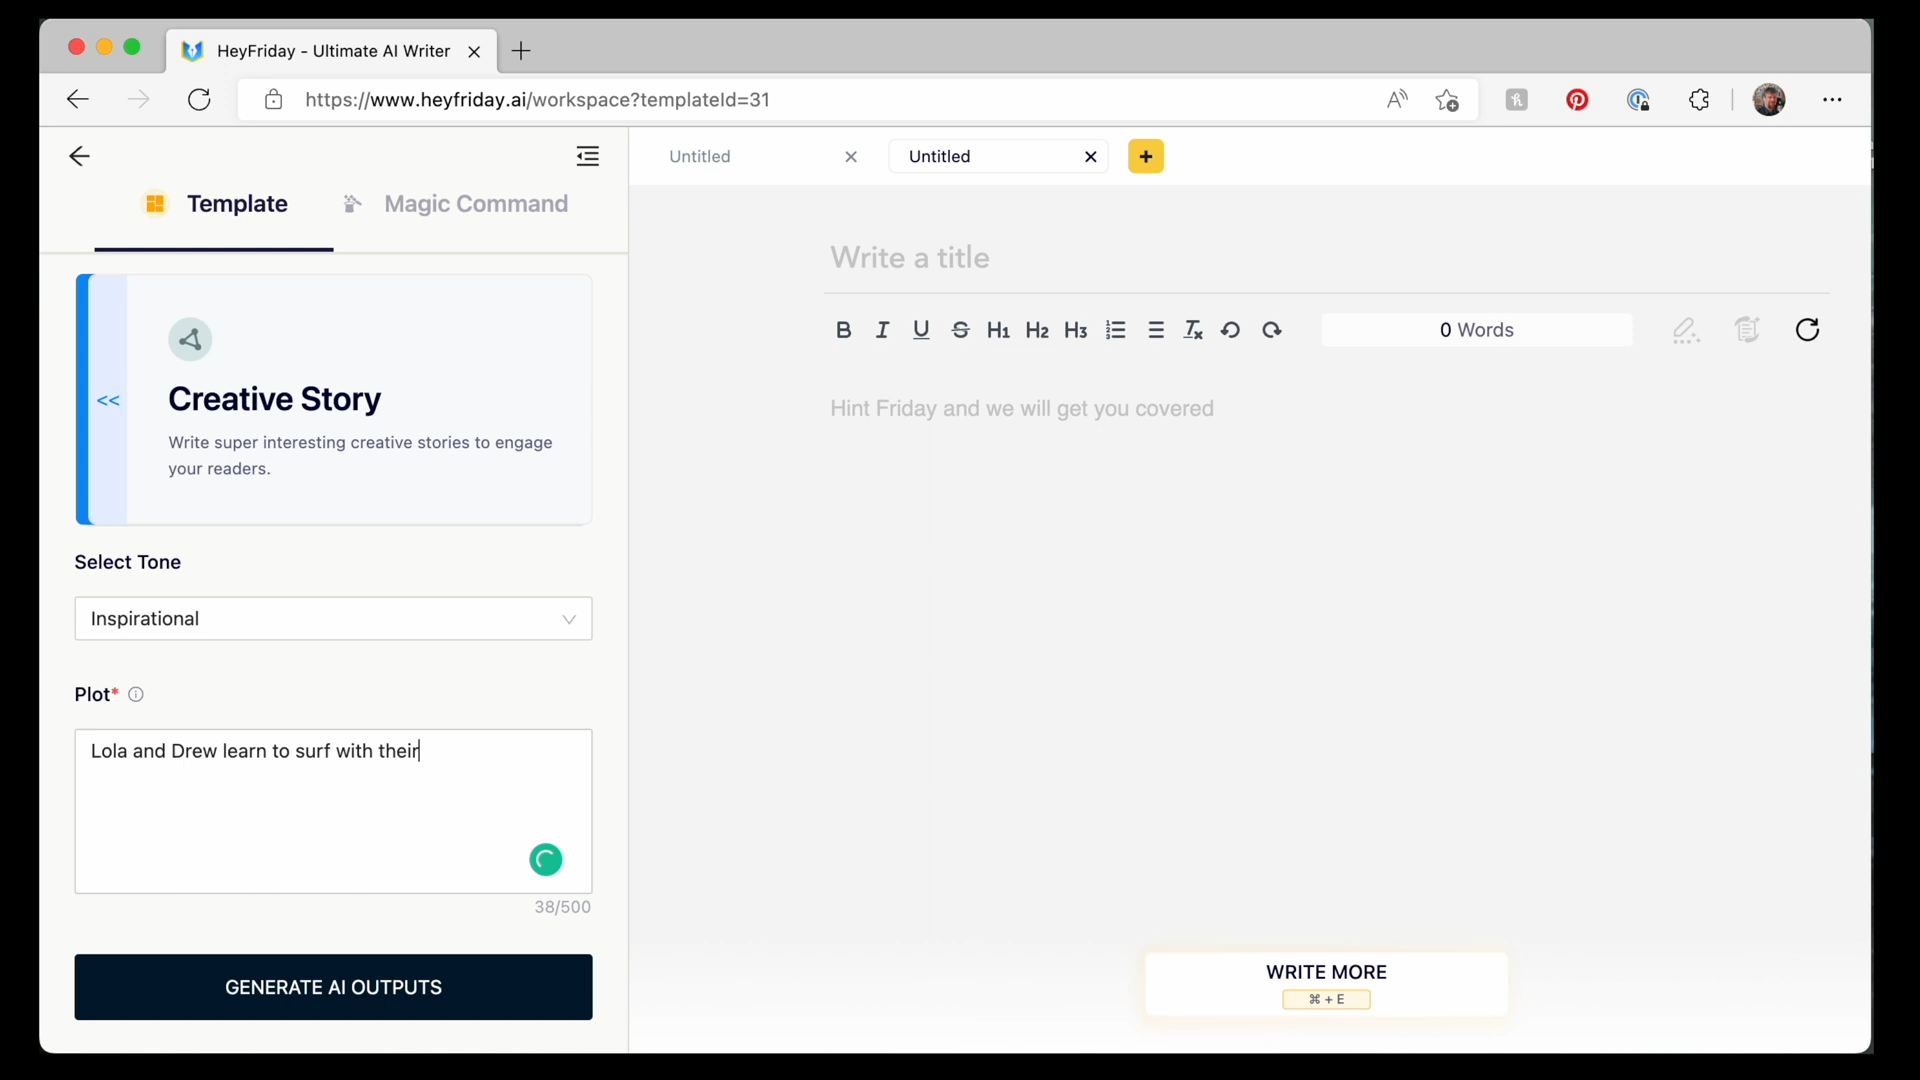 HeyFriday - Ultimate AI Writer
https://www.heyfriday.ai/workspace?templateId=31
Untitled
Untitled
Template
Magic Command
<<
Creative Story
Write super interesting creative stories to engage
your readers.
Select Tone
Inspirational
Plot*
Lola and Drew learn to surf with their
38/500
GENERATE AI OUTPUTS
Write a title
B I U S H1 H2 H3
0 Words
Hint Friday and we will get you covered
WRITE MORE
⌘ + E